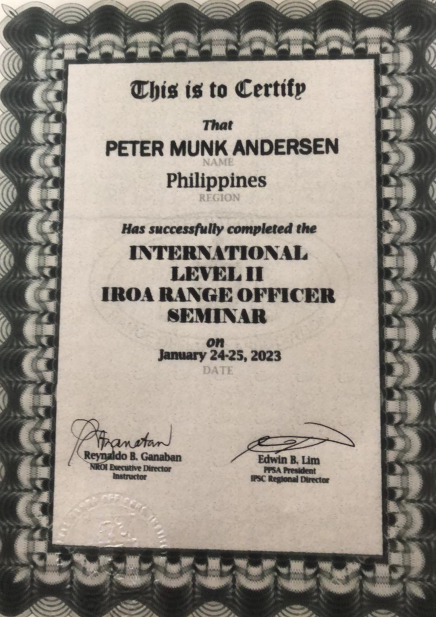 This is to Certify
That
PETER MUNK ANDERSEN
NAME
Philippines
REGION
Has successfully completed the
INTERNATIONAL
LEVEL II
IROA RANGE OFFICER
SEMINAR
on
January 24-25, 2023
DATE
Reynaldo B. Ganaban
NROI Executive Director
Instructor
Edwin B. Lim
PPSA President
IPSC Regional Director